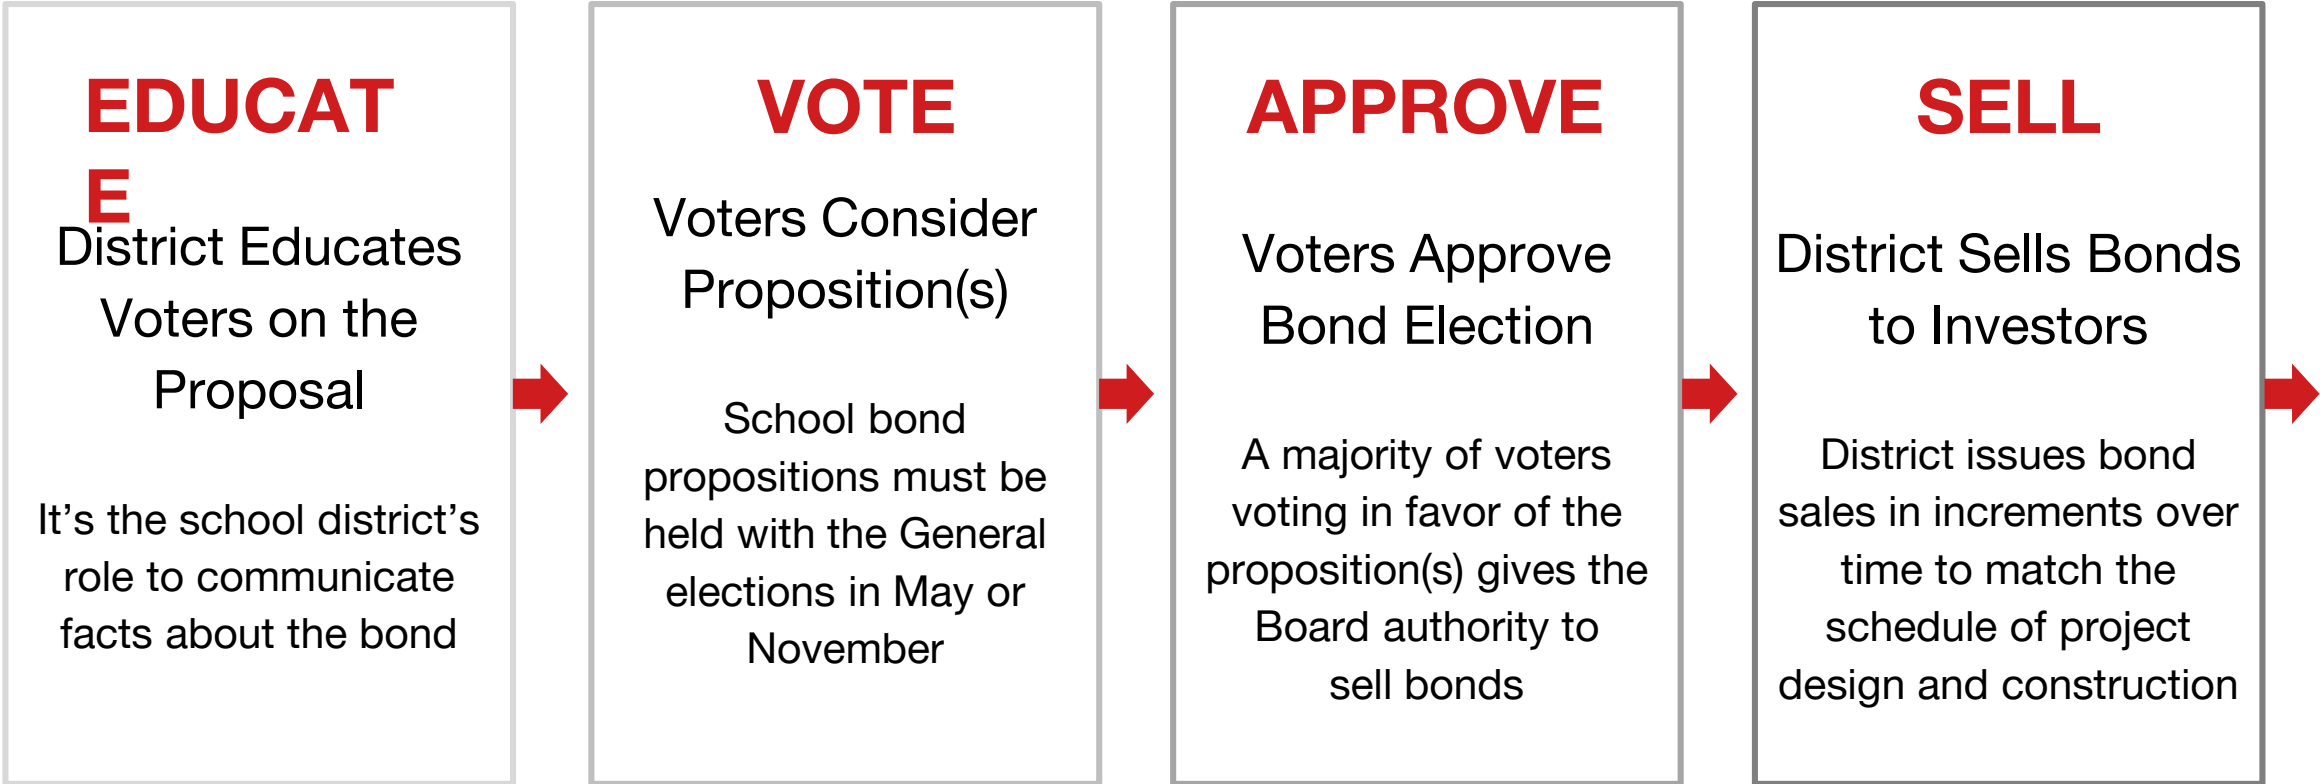 EDUCAT
E
District Educates
Voters on the
Proposal
It’s the school district’s
role to communicate
facts about the bond
VOTE
Voters Consider
Proposition(s)
School bond
propositions must be
held with the General
elections in May or
November
APPROVE
Voters Approve
Bond Election
A majority of voters
voting in favor of the
proposition(s) gives the
Board authority to
sell bonds
SELL
District Sells Bonds
to Investors
District issues bond
sales in increments over
time to match the
schedule of project
design and construction